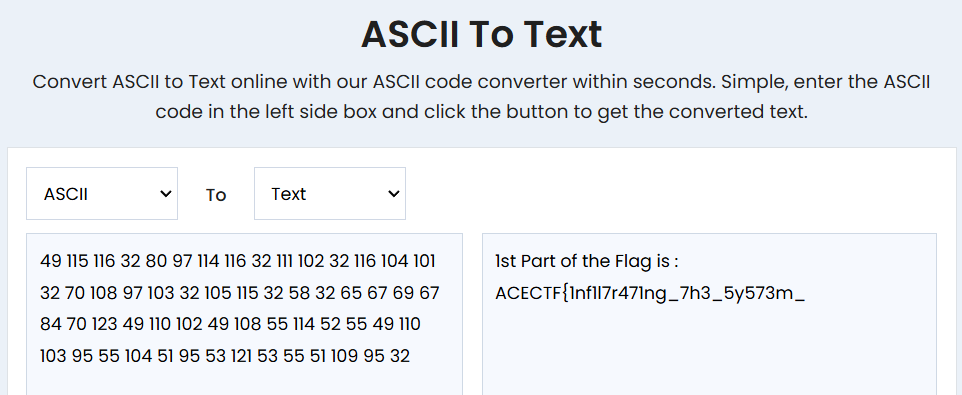 ASCII To Text
Convert ASCII to Text online with our ASCII code converter within seconds. Simple, enter the ASCII
code in the left side box and click the button to get the converted text.
ASCII To Text
49 115 116 32 80 97 114 116 32 111 102 32 116 104 101
32 70 108 97 103 32 105 115 32 58 32 65 67 69 67
84 70 123 49 110 102 49 108 55 114 52 55 49 110
103 95 55 104 51 95 53 121 53 55 51 109 95 32
1st Part of the Flag is :
ACECTF{1nf1l7r471ng_7h3_5y573m_